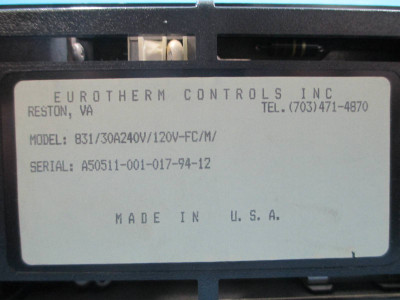 EUROTHERM CONTROLS INC
RESTON, VA TEL.(703)471-4870
MODEL: 831/30A240V/120V-FC/M/
SERIAL: A50511-001-017-94-12
MADE IN U.S.A.